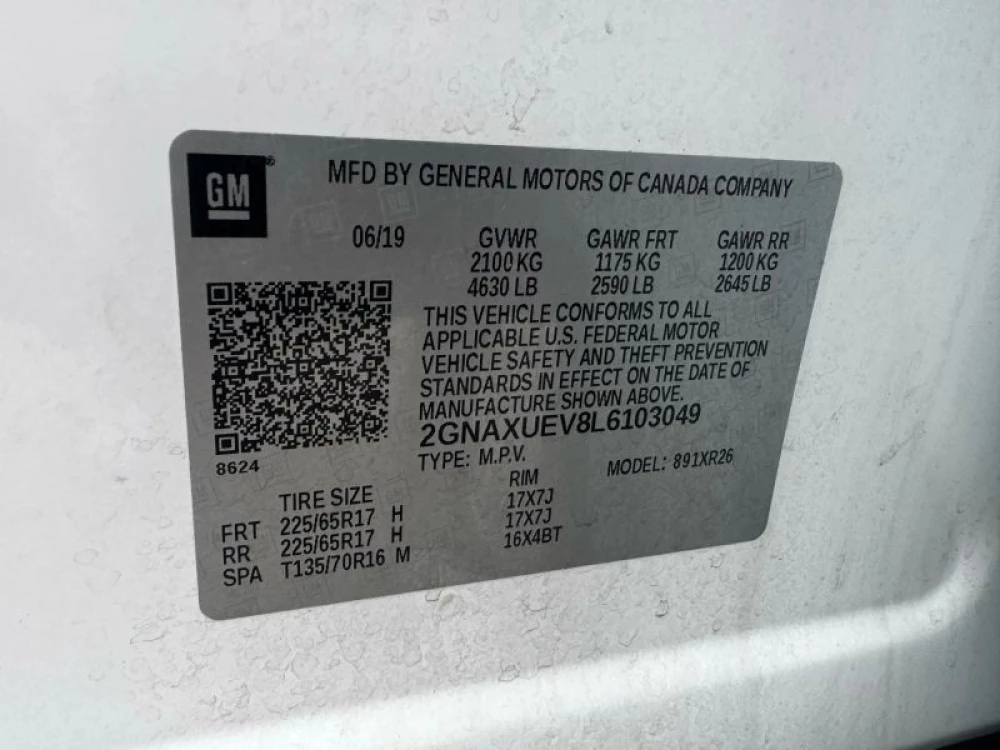 GM®
MFD BY GENERAL MOTORS OF CANADA COMPANY
06/19 GVWR GAWR FRT GAWR RR
2100 KG 1175 KG 1200 KG
4630 LB 2590 LB 2645 LB
THIS VEHICLE CONFORMS TO ALL
APPLICABLE U.S. FEDERAL MOTOR
VEHICLE SAFETY AND THEFT PREVENTION
STANDARDS IN EFFECT ON THE DATE OF
MANUFACTURE SHOWN ABOVE.
2GNAXUEV8L6103049
8624
TYPE: M.P.V. MODEL: 891XR26
TIRE SIZE RIM
FRT 225/65R17 H 17X7J
RR 225/65R17 H 17X7J
SPA T135/70R16 M 16X4BT